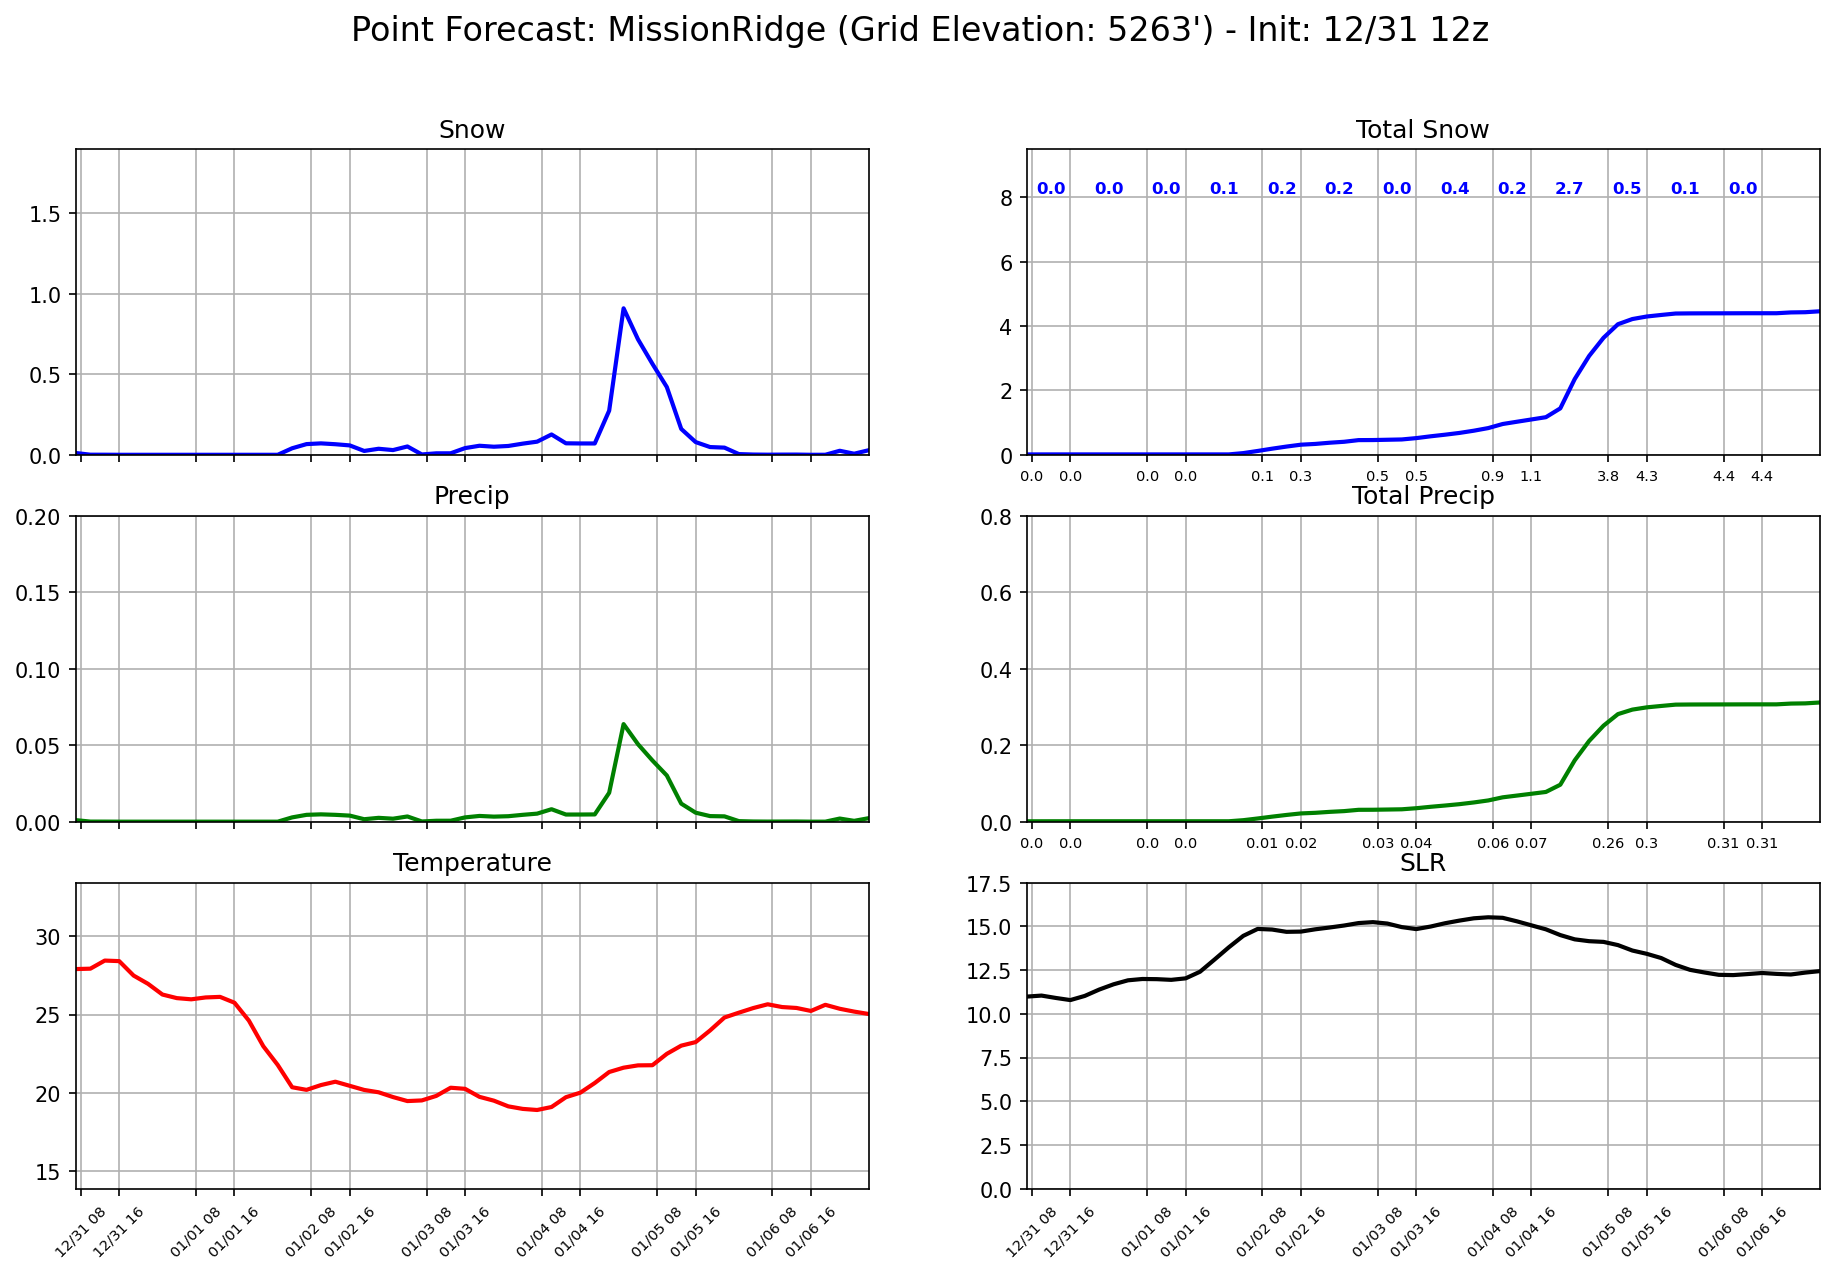 Point Forecast: MissionRidge (Grid Elevation: 5263') - Init: 12/31 12z
Snow
1.5
1.0
0.5
0.0
Total Snow
0.0 0.0 0.0 0.1 0.2 0.2 0.0 0.4 0.2 2.7 0.5 0.1 0.0
8
6
4
2
0
0.0 0.0 0.0 0.0 0.1 0.3 0.5 0.5 0.9 1.1 3.8 4.3 4.4 4.4
Precip
0.20
0.15
0.10
0.05
0.00
Total Precip
0.8
0.6
0.4
0.2
0.0
0.0 0.0 0.0 0.0 0.01 0.02 0.03 0.04 0.06 0.07 0.26 0.3 0.31 0.31
Temperature
30
25
20
15
12/31 08 12/31 16 01/01 08 01/01 16 01/02 08 01/02 16 01/03 08 01/03 16 01/04 08 01/04 16 01/05 08 01/05 16 01/06 08 01/06 16
SLR
17.5
15.0
12.5
10.0
7.5
5.0
2.5
0.0
12/31 08 12/31 16 01/01 08 01/01 16 01/02 08 01/02 16 01/03 08 01/03 16 01/04 08 01/04 16 01/05 08 01/05 16 01/06 08 01/06 16